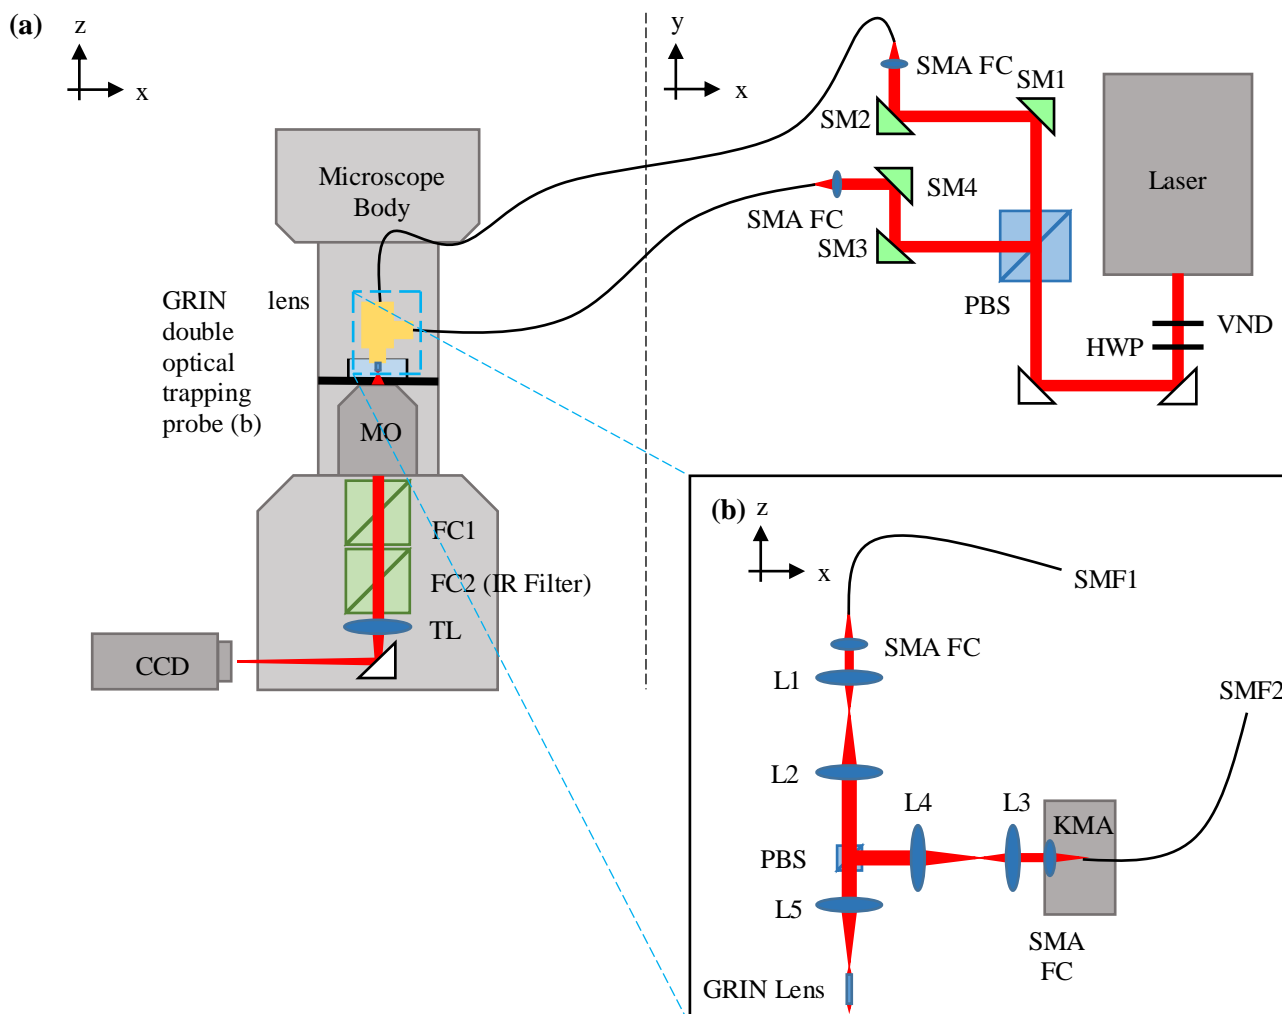 (a)
z
x
y
x
SMA FC
SM1
SM2
Laser
Microscope
Body
SM4
SMA FC
SM3
PBS
VND
HWP
GRIN lens
double
optical
trapping
probe (b)
MO
FC1
FC2 (IR Filter)
TL
CCD
(b)
z
x
SMF1
SMA FC
L1
SMF2
L2
L4
L3
KMA
PBS
L5
SMA
FC
GRIN Lens